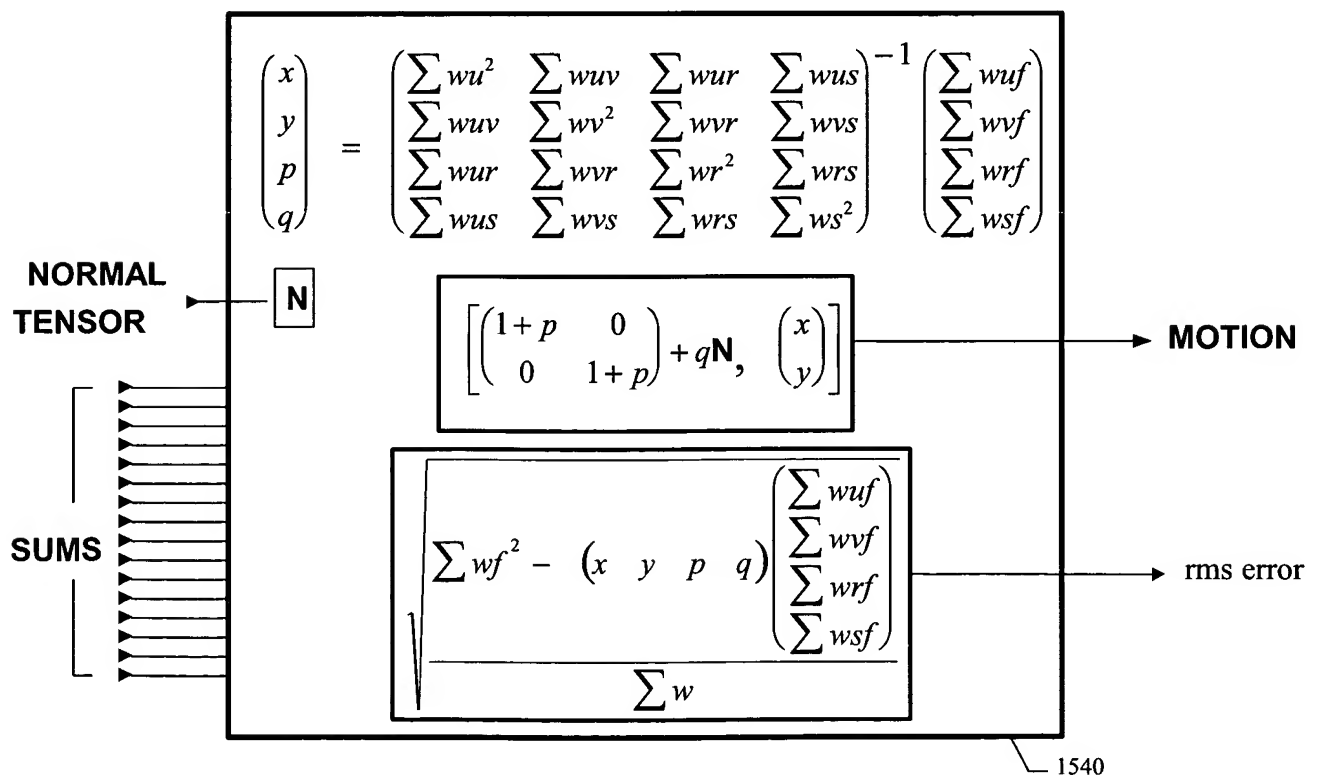 (x y p q) = (∑wu² ∑wuv ∑wur ∑wus
∑wuv ∑wv² ∑wvr ∑wvs
∑wur ∑wvr ∑wr² ∑wrs
∑wus ∑wvs ∑wrs ∑ws²)⁻¹ (∑wuf ∑wvf ∑wrf ∑wsf)
NORMAL
TENSOR
N
[(1+p 0
0 1+p) + qN, (x y)]
MOTION
SUMS
√ ∑wf² − (x y p q) (∑wuf ∑wvf ∑wrf ∑wsf)
∑w
rms error
1540